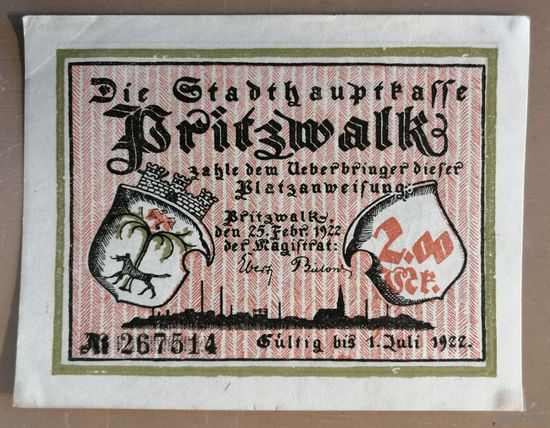 Die Stadthauptkasse
Pritzwalk
zahle dem Ueberbringer dieser
Platzanweisung:
Pritzwalk,
den 25. Febr. 1922
der Magistrat:
2.00
Mk.
№ 267514
Gültig bis 1. Juli 1922.